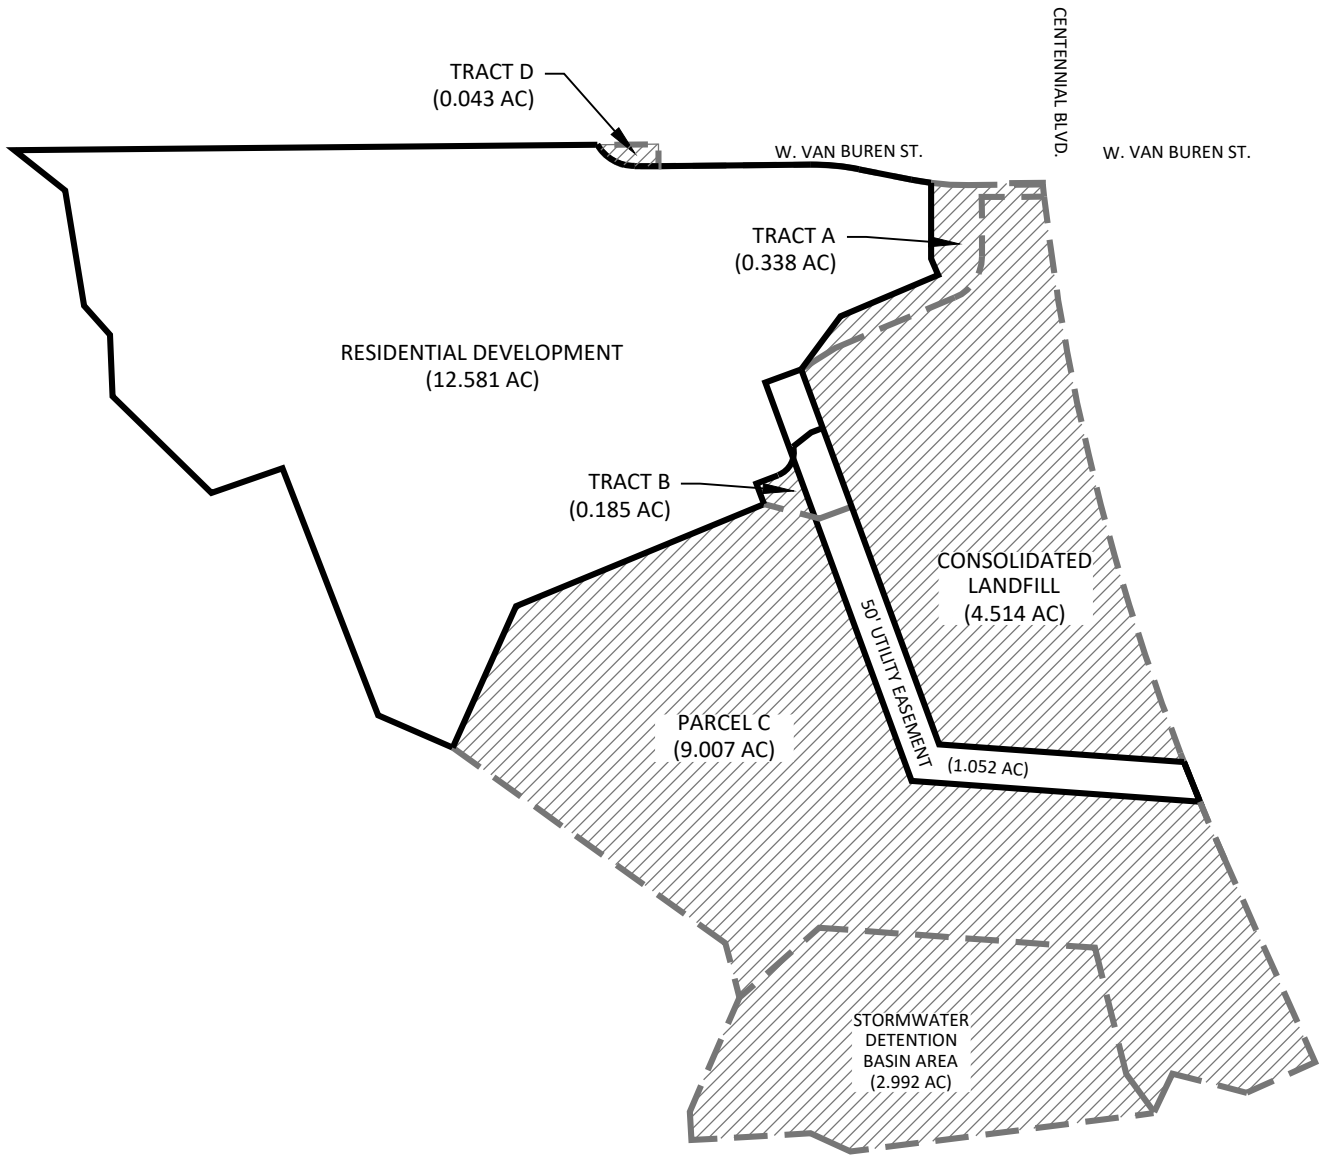 CENTENNIAL BLVD.
TRACT D
(0.043 AC)
W. VAN BUREN ST.
W. VAN BUREN ST.
TRACT A
(0.338 AC)
RESIDENTIAL DEVELOPMENT
(12.581 AC)
TRACT B
(0.185 AC)
CONSOLIDATED
LANDFILL
(4.514 AC)
50' UTILITY EASEMENT
(1.052 AC)
PARCEL C
(9.007 AC)
STORMWATER
DETENTION
BASIN AREA
(2.992 AC)